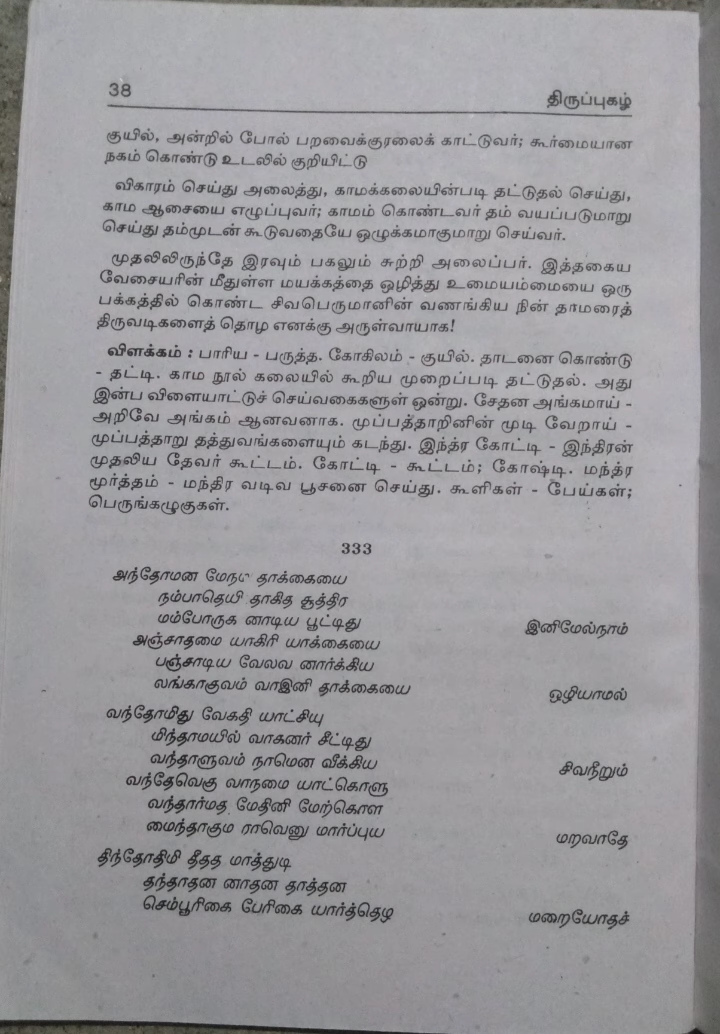 38 திருப்புகழ்
குயில், அன்றில் போல் பறவைக்குரலைக் காட்டுவர்; கூர்மையான
நகம் கொண்டு உடலில் குறியிட்டு
விகாரம் செய்து அலைத்து, காமக்கலையின்படி தட்டுதல் செய்து,
காம ஆசையை எழுப்புவர்; காமம் கொண்டவர் தம் வயப்படுமாறு
செய்து தம்முடன் கூடுவதையே ஒழுக்கமாகுமாறு செய்வர்.
முதலிலிருந்தே இரவும் பகலும் சுற்றி அலைப்பர். இத்தகைய
வேசையரின் மீதுள்ள மயக்கத்தை ஒழித்து உமையம்மையை ஒரு
பக்கத்தில் கொண்ட சிவபெருமானின் வணங்கிய நின் தாமரைத்
திருவடிகளைத் தொழ எனக்கு அருள்வாயாக!
விளக்கம் : பாரிய - பருத்த. கோகிலம் - குயில். தாடனை கொண்டு
- தட்டி. காம நூல் கலையில் கூறிய முறைப்படி தட்டுதல். அது
இன்ப விளையாட்டுச் செய்வகைகளுள் ஒன்று. சேதன அங்கமாய் -
அறிவே அங்கம் ஆனவனாக. முப்பத்தாறினின் முடி வேறாய் -
முப்பத்தாறு தத்துவங்களையும் கடந்து. இந்த்ர கோட்டி - இந்திரன்
முதலிய தேவர் கூட்டம். கோட்டி - கூட்டம்; கோஷ்டி. மந்த்ர
மூர்த்தம் - மந்திர வடிவ பூசனை செய்து. கூளிகள் - பேய்கள்;
பெருங்கழுகுகள்.
333
அந்தோமன மேநம தாக்கையை
நம்பாதெயி தாகித சூத்திர
மம்போருக னாடிய பூட்டிது இனிமேல்நாம்
அஞ்சாதமை யாகிரி யாக்கையை
பஞ்சாடிய வேலவ னார்க்கிய
லங்காகுவம் வாஇனி தாக்கையை ஒழியாமல்
வந்தோமிது வேகதி யாட்சியு
மிந்தாமயில் வாகனர் சீட்டிது
வந்தாளுவம் நாமென வீக்கிய சிவநீறும்
வந்தேவெகு வாநமை யாட்கொளு
வந்தார்மத மேதினி மேற்கொள
மைந்தாகும ராவெனு மார்ப்புய மறவாதே
திந்தோதிமி தீதத மாத்துடி
தந்தாதன னாதன தாத்தன
செம்பூரிகை பேரிகை யார்த்தெழ மறையோதச்